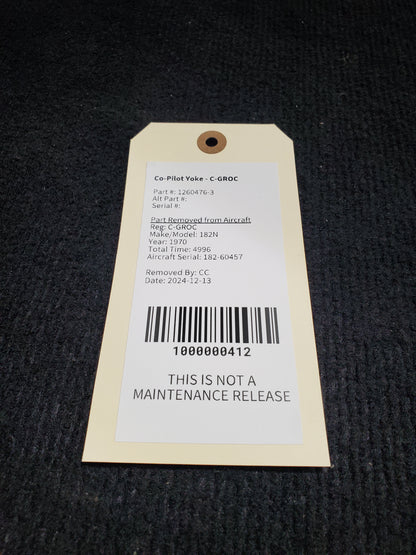 Co-Pilot Yoke - C-GROC
Part #: 1260476-3
Alt Part #:
Serial #:
Part Removed from Aircraft
Reg: C-GROC
Make/Model: 182N
Year: 1970
Total Time: 4996
Aircraft Serial: 182-60457
Removed By: CC
Date: 2024-12-13
1000000412
THIS IS NOT A
MAINTENANCE RELEASE